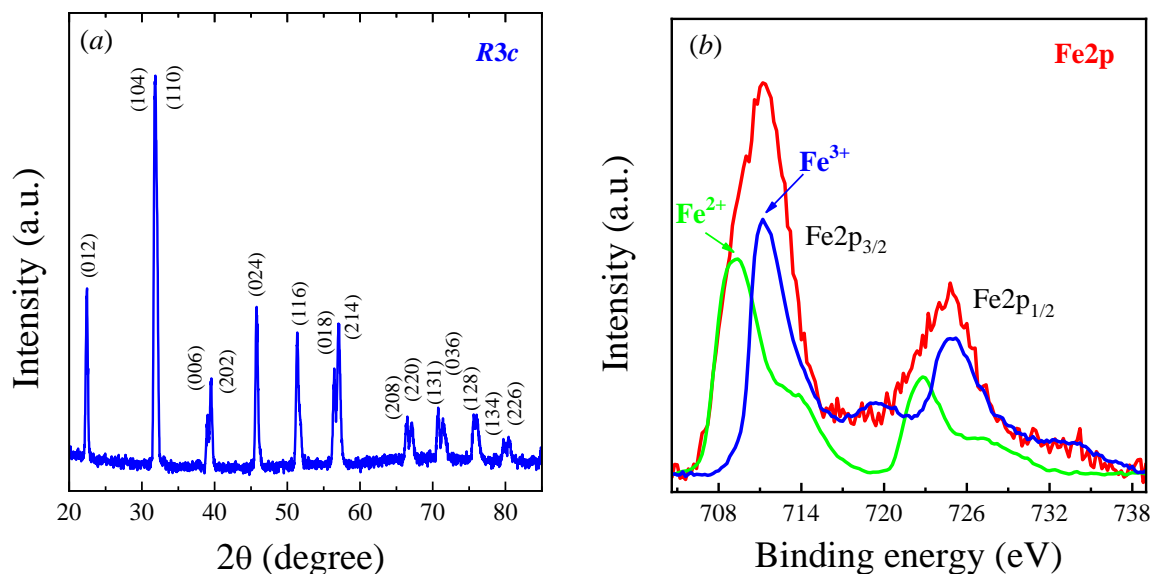 (a)
R3c
(012)
(104)
(110)
(006)
(202)
(024)
(116)
(018)
(214)
(208)
(220)
(131)
(036)
(128)
(134)
(226)
Intensity (a.u.)
20 30 40 50 60 70 80
2θ (degree)
(b)
Fe2p
Fe³⁺
Fe²⁺
Fe2p₃/₂
Fe2p₁/₂
Intensity (a.u.)
708 714 720 726 732 738
Binding energy (eV)